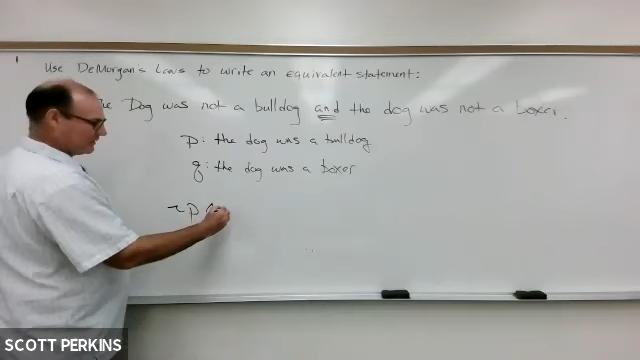 Use DeMorgan's Laws to write an equivalent statement:
Dog was not a bulldog and the dog was not a boxer.
p: the dog was a bulldog
q: the dog was a boxer
~p
SCOTT PERKINS